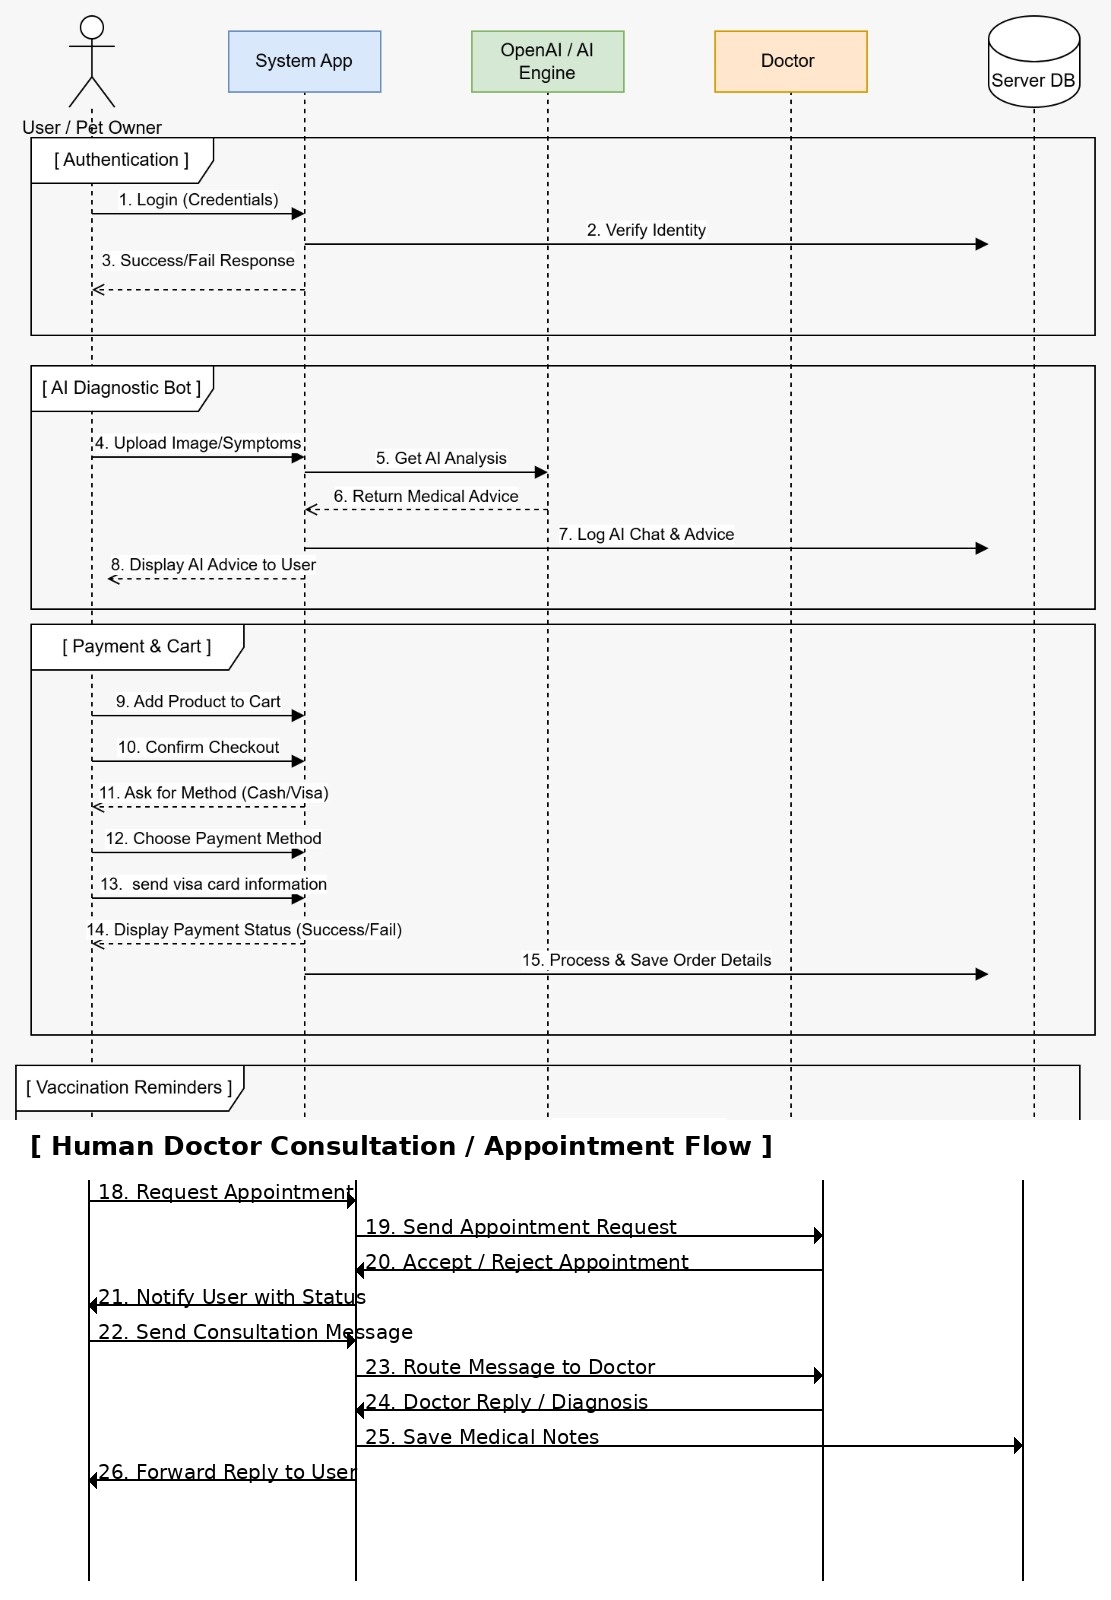 System App
OpenAI / AI
Engine
Doctor
Server DB
User / Pet Owner
[ Authentication ]
1. Login (Credentials)
2. Verify Identity
3. Success/Fail Response
[ AI Diagnostic Bot ]
4. Upload Image/Symptoms
5. Get AI Analysis
6. Return Medical Advice
7. Log AI Chat & Advice
8. Display AI Advice to User
[ Payment & Cart ]
9. Add Product to Cart
10. Confirm Checkout
11. Ask for Method (Cash/Visa)
12. Choose Payment Method
13. send visa card information
14. Display Payment Status (Success/Fail)
15. Process & Save Order Details
[ Vaccination Reminders ]
[ Human Doctor Consultation / Appointment Flow ]
18. Request Appointment
19. Send Appointment Request
20. Accept / Reject Appointment
21. Notify User with Status
22. Send Consultation Message
23. Route Message to Doctor
24. Doctor Reply / Diagnosis
25. Save Medical Notes
26. Forward Reply to User